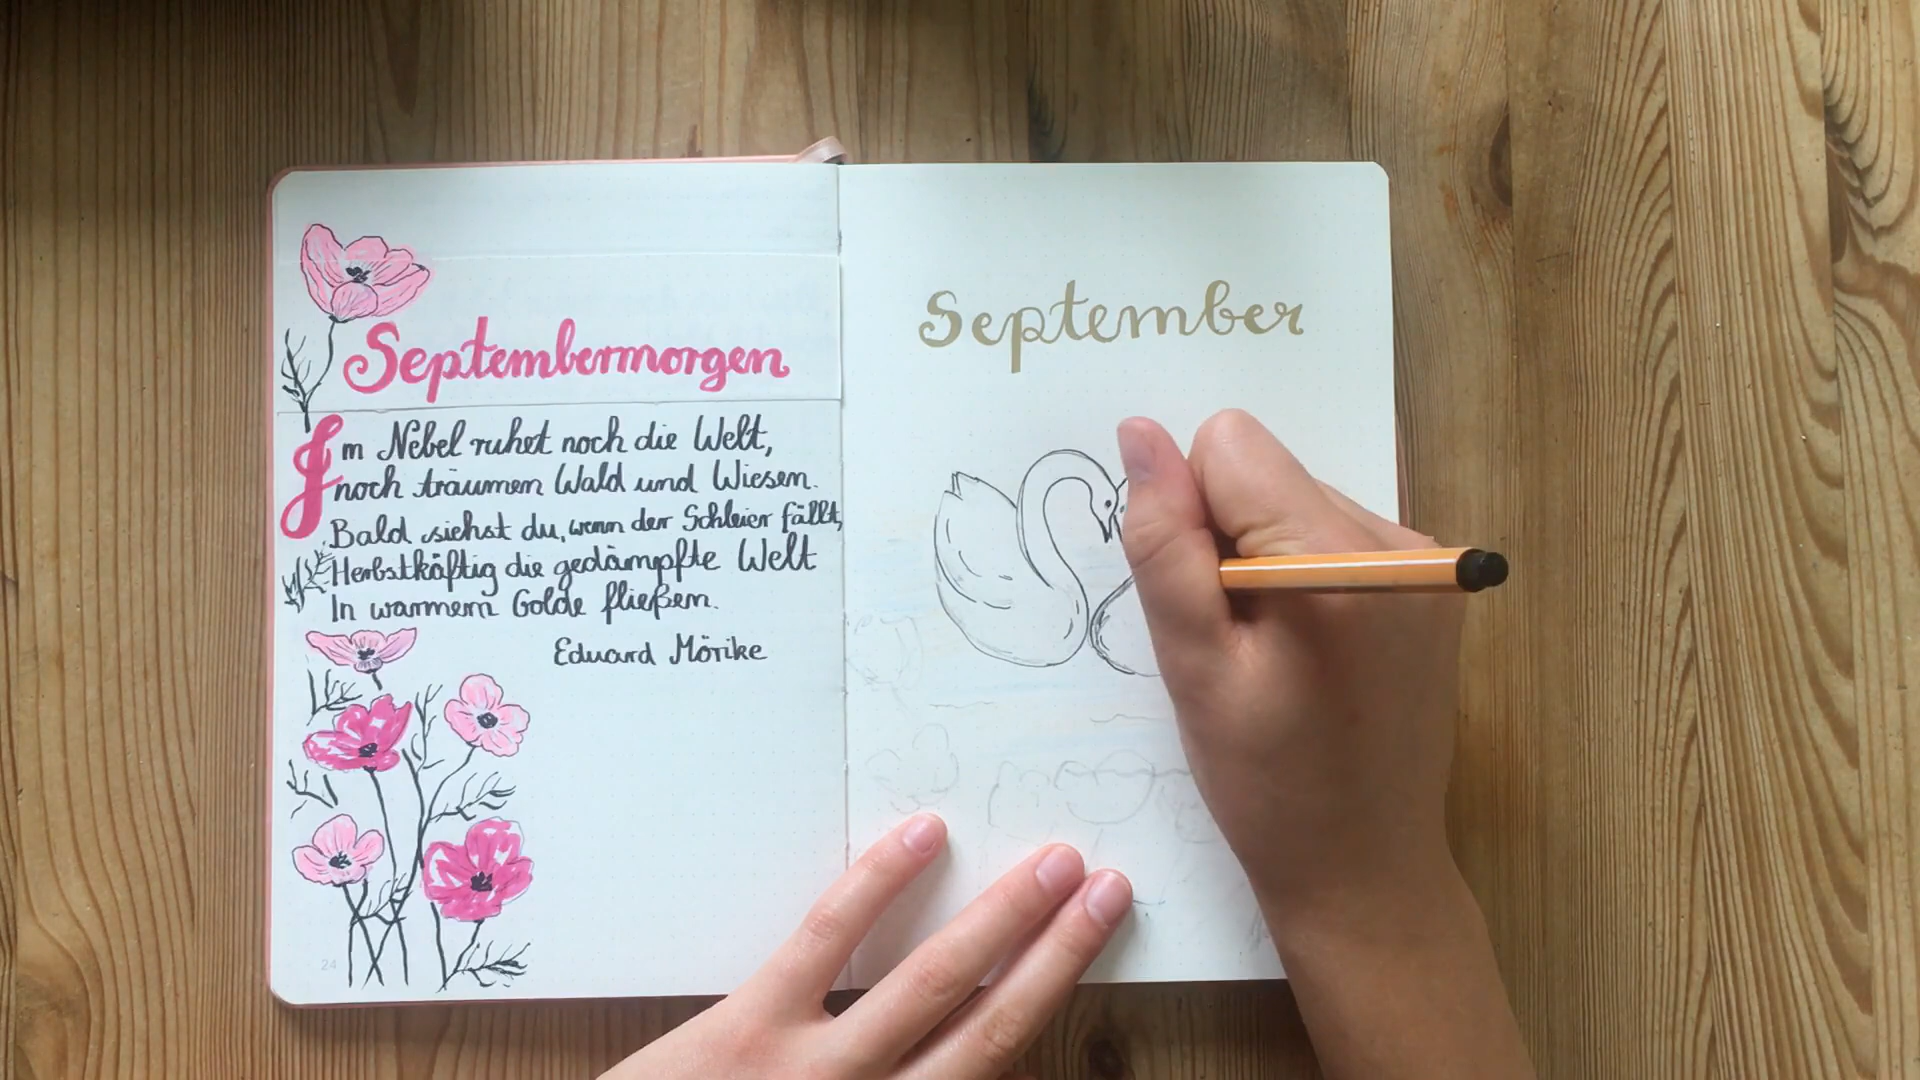 Septembermorgen
Im Nebel ruhet noch die Welt,
noch träumen Wald und Wiesen.
Bald siehst du, wenn der Schleier fällt,
Herbstkäftig die gedämpfte Welt
In warmem Golde fließen.
Eduard Mörike
24
September